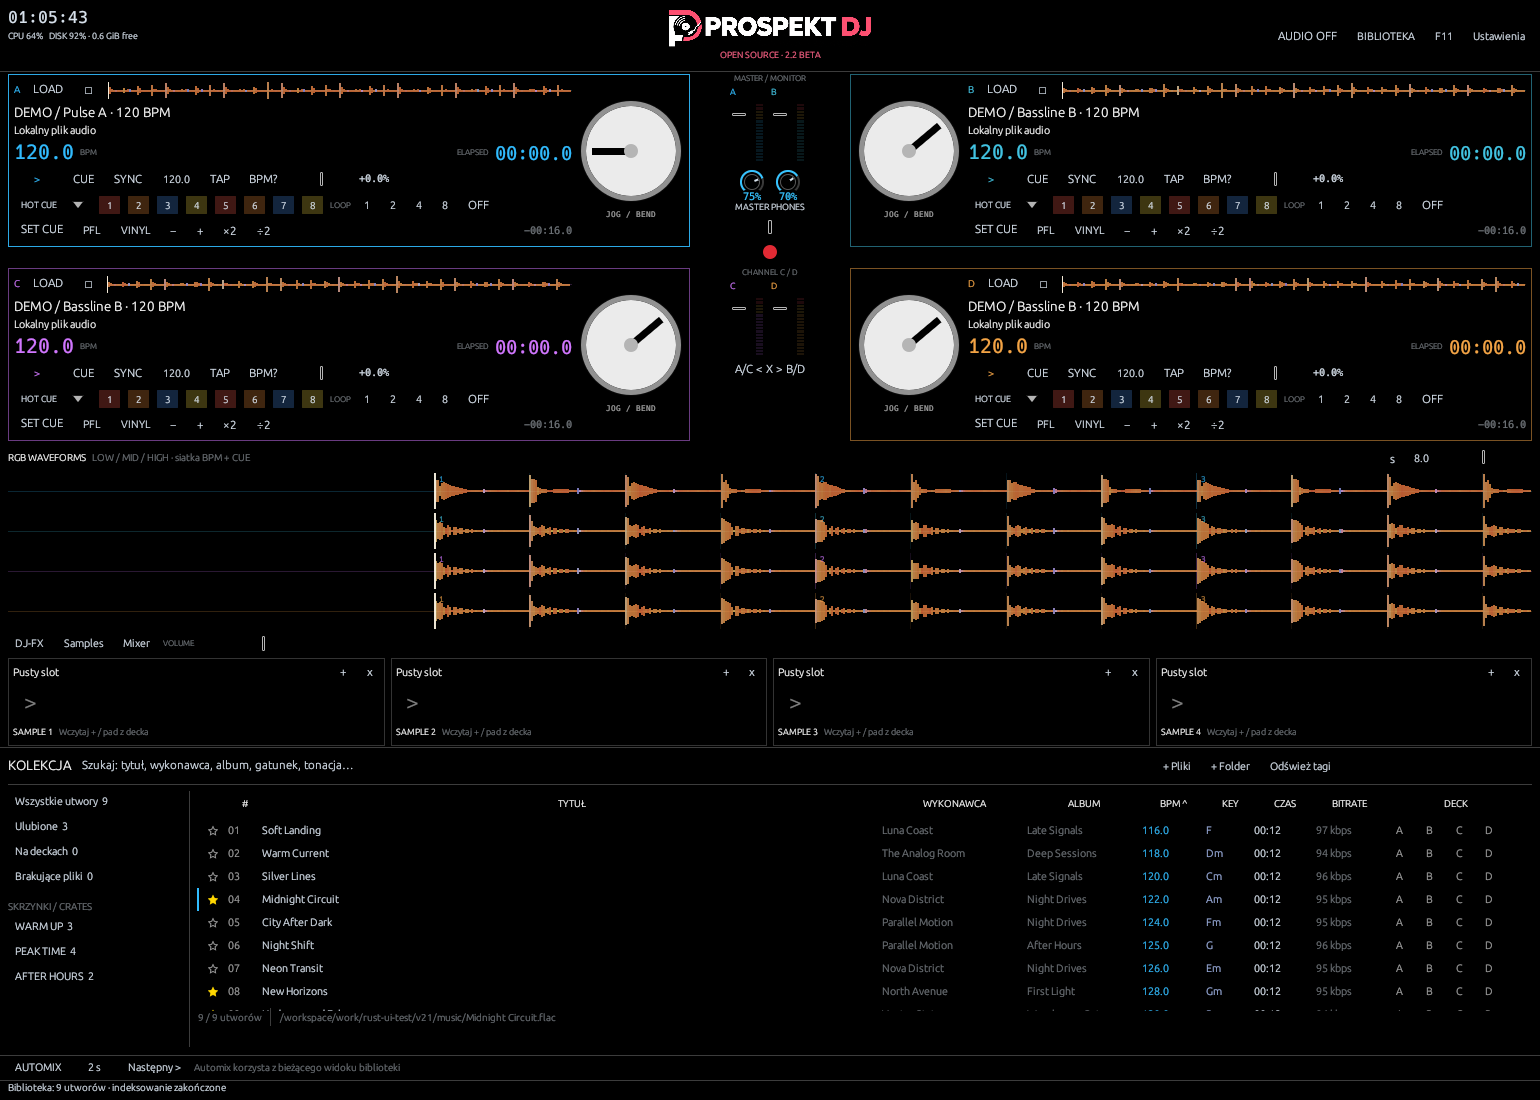 01:05:43
CPU 64% DISK 92% · 0.6 GiB free
PROSPEKT DJ
OPEN SOURCE · 2.2 BETA
AUDIO OFF BIBLIOTEKA F11 Ustawienia
A LOAD
DEMO / Pulse A · 120 BPM
Lokalny plik audio
120.0 BPM ELAPSED 00:00.0
> CUE SYNC 120.0 TAP BPM? +0.0%
HOT CUE 1 2 3 4 5 6 7 8 LOOP 1 2 4 8 OFF
SET CUE PFL VINYL − + ×2 ÷2 −00:16.0
JOG / BEND
MASTER / MONITOR
A B
75% 70%
MASTER PHONES
B LOAD
DEMO / Bassline B · 120 BPM
Lokalny plik audio
120.0 BPM ELAPSED 00:00.0
> CUE SYNC 120.0 TAP BPM? +0.0%
HOT CUE 1 2 3 4 5 6 7 8 LOOP 1 2 4 8 OFF
SET CUE PFL VINYL − + ×2 ÷2 −00:16.0
JOG / BEND
C LOAD
DEMO / Bassline B · 120 BPM
Lokalny plik audio
120.0 BPM ELAPSED 00:00.0
> CUE SYNC 120.0 TAP BPM? +0.0%
HOT CUE 1 2 3 4 5 6 7 8 LOOP 1 2 4 8 OFF
SET CUE PFL VINYL − + ×2 ÷2 −00:16.0
JOG / BEND
CHANNEL C / D
C D
A/C < X > B/D
D LOAD
DEMO / Bassline B · 120 BPM
Lokalny plik audio
120.0 BPM ELAPSED 00:00.0
> CUE SYNC 120.0 TAP BPM? +0.0%
HOT CUE 1 2 3 4 5 6 7 8 LOOP 1 2 4 8 OFF
SET CUE PFL VINYL − + ×2 ÷2 −00:16.0
JOG / BEND
RGB WAVEFORMS LOW / MID / HIGH · siatka BPM + CUE s 8.0
1 2 3
1 2 3
1 2 3
1 2 3
DJ-FX Samples Mixer VOLUME
Pusty slot + x
>
SAMPLE 1 Wczytaj + / pad z decka
Pusty slot + x
>
SAMPLE 2 Wczytaj + / pad z decka
Pusty slot + x
>
SAMPLE 3 Wczytaj + / pad z decka
Pusty slot + x
>
SAMPLE 4 Wczytaj + / pad z decka
KOLEKCJA Szukaj: tytuł, wykonawca, album, gatunek, tonacja… + Pliki + Folder Odśwież tagi
Wszystkie utwory 9
Ulubione 3
Na deckach 0
Brakujące pliki 0
SKRZYNKI / CRATES
WARM UP 3
PEAK TIME 4
AFTER HOURS 2
# TYTUŁ WYKONAWCA ALBUM BPM ^ KEY CZAS BITRATE DECK
☆ 01 Soft Landing Luna Coast Late Signals 116.0 F 00:12 97 kbps A B C D
☆ 02 Warm Current The Analog Room Deep Sessions 118.0 Dm 00:12 94 kbps A B C D
☆ 03 Silver Lines Luna Coast Late Signals 120.0 Cm 00:12 96 kbps A B C D
★ 04 Midnight Circuit Nova District Night Drives 122.0 Am 00:12 95 kbps A B C D
☆ 05 City After Dark Parallel Motion Night Drives 124.0 Fm 00:12 95 kbps A B C D
☆ 06 Night Shift Parallel Motion After Hours 125.0 G 00:12 96 kbps A B C D
☆ 07 Neon Transit Nova District Night Drives 126.0 Em 00:12 95 kbps A B C D
★ 08 New Horizons North Avenue First Light 128.0 Gm 00:12 95 kbps A B C D
9 / 9 utworów /workspace/work/rust-ui-test/v21/music/Midnight Circuit.flac
AUTOMIX 2 s Następny > Automix korzysta z bieżącego widoku biblioteki
Biblioteka: 9 utworów · indeksowanie zakończone